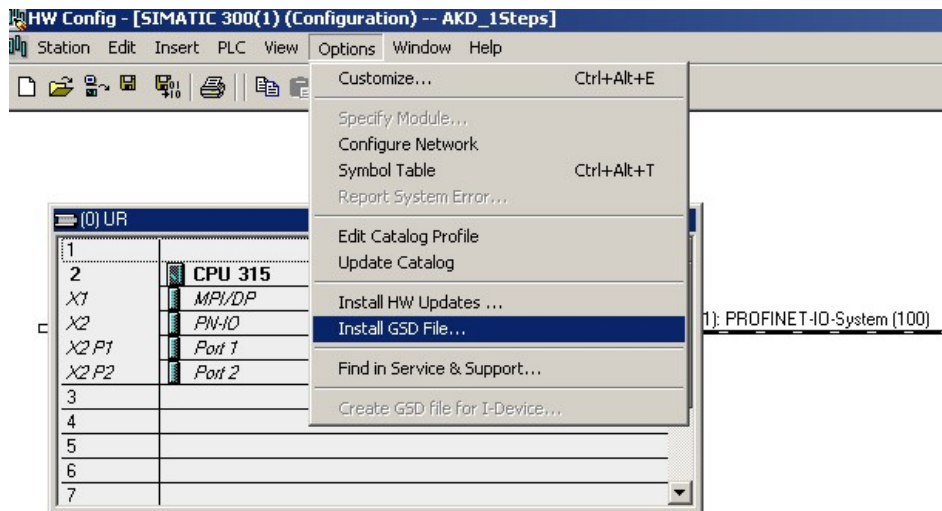 HW Config - [SIMATIC 300(1) (Configuration) -- AKD_1Steps]
Station Edit Insert PLC View Options Window Help
Customize... Ctrl+Alt+E
Specify Module...
Configure Network
Symbol Table Ctrl+Alt+T
Report System Error...
Edit Catalog Profile
Update Catalog
Install HW Updates ...
Install GSD File...
Find in Service & Support...
Create GSD file for I-Device...
(0) UR
1
2 CPU 315
X1 MPI/DP
X2 PN-IO
X2 P1 Port 1
X2 P2 Port 2
3
4
5
6
7
1): PROFINET-IO-System (100)